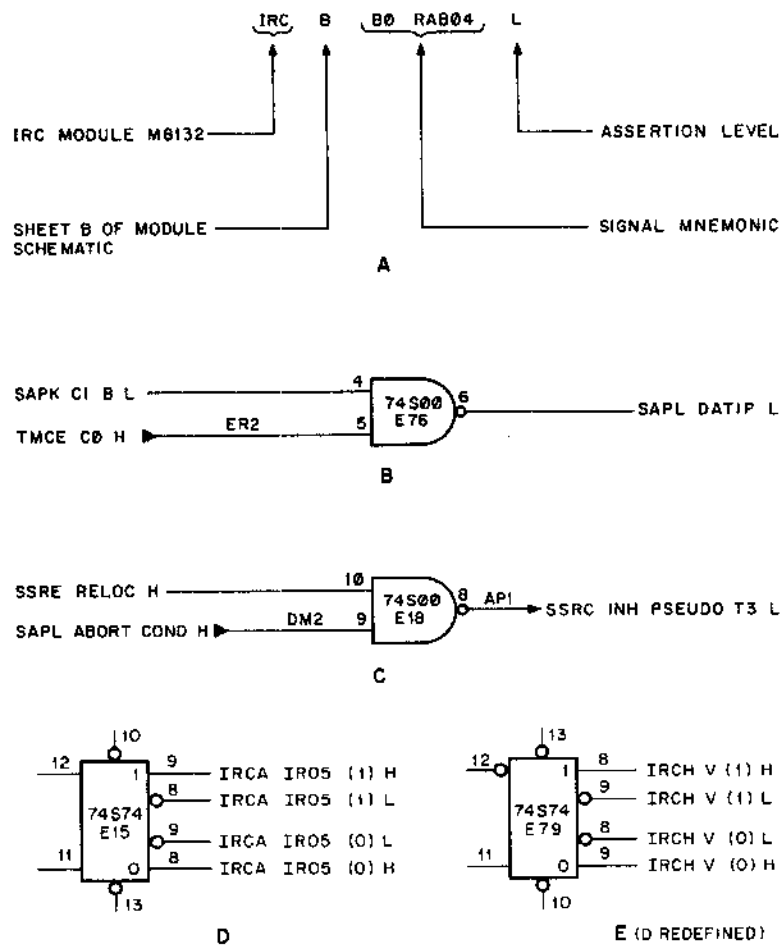 IRC B B0 RAB04 L
IRC MODULE M8132
ASSERTION LEVEL
SHEET B OF MODULE
SCHEMATIC
SIGNAL MNEMONIC
A
SAPK C1 B L
4
74S00
E76
6
SAPL DATIP L
TMCE C0 H
ER2
5
B
SSRE RELOC H
10
74S00
E18
8
AP1
SSRC INH PSEUDO T3 L
SAPL ABORT COND H
DM2
9
C
10
12
1
9
IRCA IR05 (1) H
8
IRCA IR05 (1) L
74S74
E15
9
IRCA IR05 (0) L
11
0
8
IRCA IR05 (0) H
13
D
13
12
1
8
IRCH V (1) H
9
IRCH V (1) L
74S74
E79
8
IRCH V (0) L
11
0
9
IRCH V (0) H
10
E (D REDEFINED)